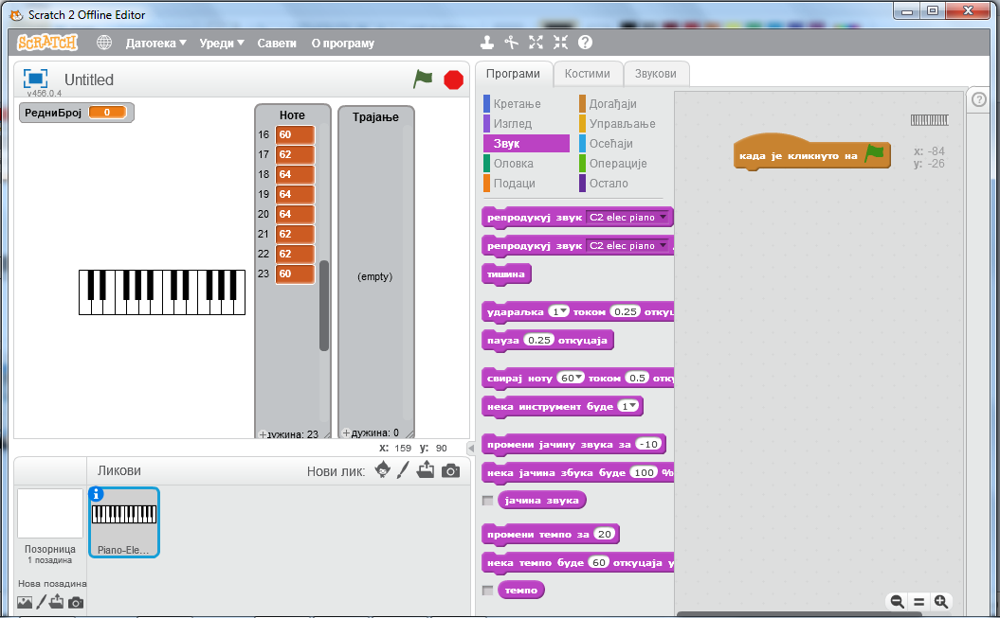 Scratch 2 Offline Editor
SCRATCH Датотека Уреди Савети О програму
Untitled
v456.0.4
РедниБрој 0
Ноте
16 60
17 62
18 64
19 64
20 64
21 62
22 62
23 60
+ дужина: 23
Трајање
(empty)
+ дужина: 0
x: 159 y: 90
Ликови
Нови лик:
Позорница
1 позадина
Нова позадина
Piano-Ele...
Програми Костими Звукови
Кретање Догађаји
Изглед Управљање
Звук Осећаји
Оловка Операције
Подаци Остало
репродукуј звук C2 elec piano
репродукуј звук C2 elec piano
тишина
удараљка 1 током 0.25 откуц
пауза 0.25 откуцаја
свирај ноту 60 током 0.5 отку
нека инструмент буде 1
промени јачину звука за -10
нека јачина збука буде 100 %
јачина звука
промени темпо за 20
нека темпо буде 60 откуцаја у
темпо
када је кликнуто на
x: -84
y: -26